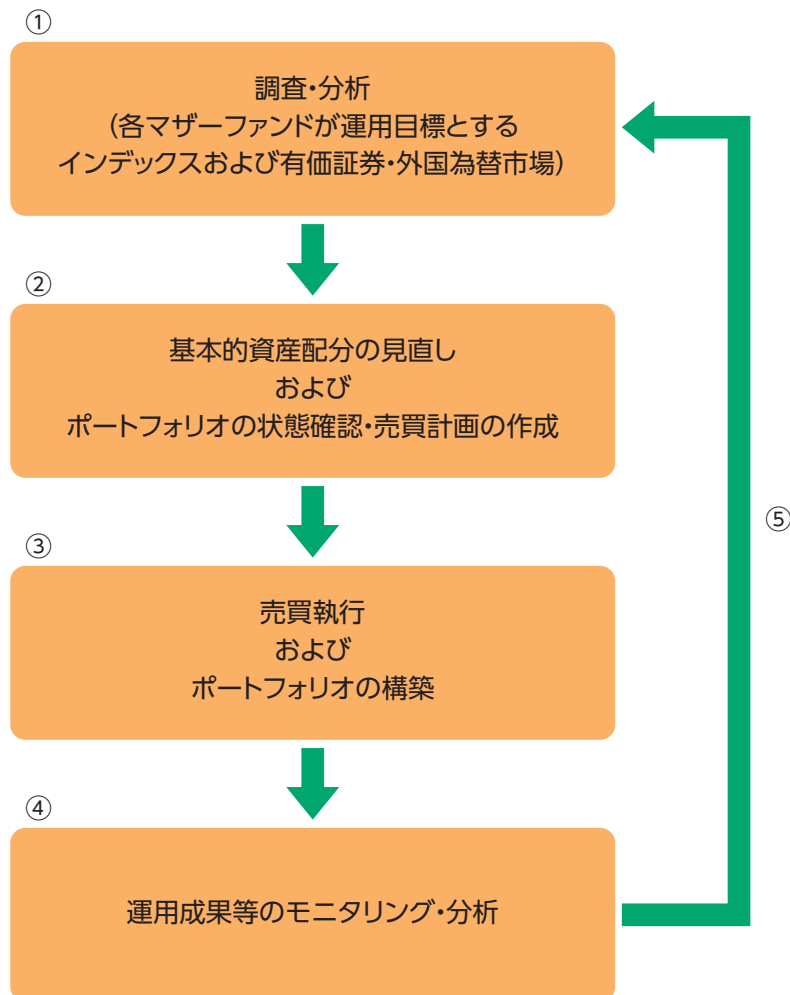 ①
調査・分析
（各マザーファンドが運用目標とする
インデックスおよび有価証券・外国為替市場）
②
基本的資産配分の見直し
および
ポートフォリオの状態確認・売買計画の作成
③
売買執行
および
ポートフォリオの構築
④
運用成果等のモニタリング・分析
⑤